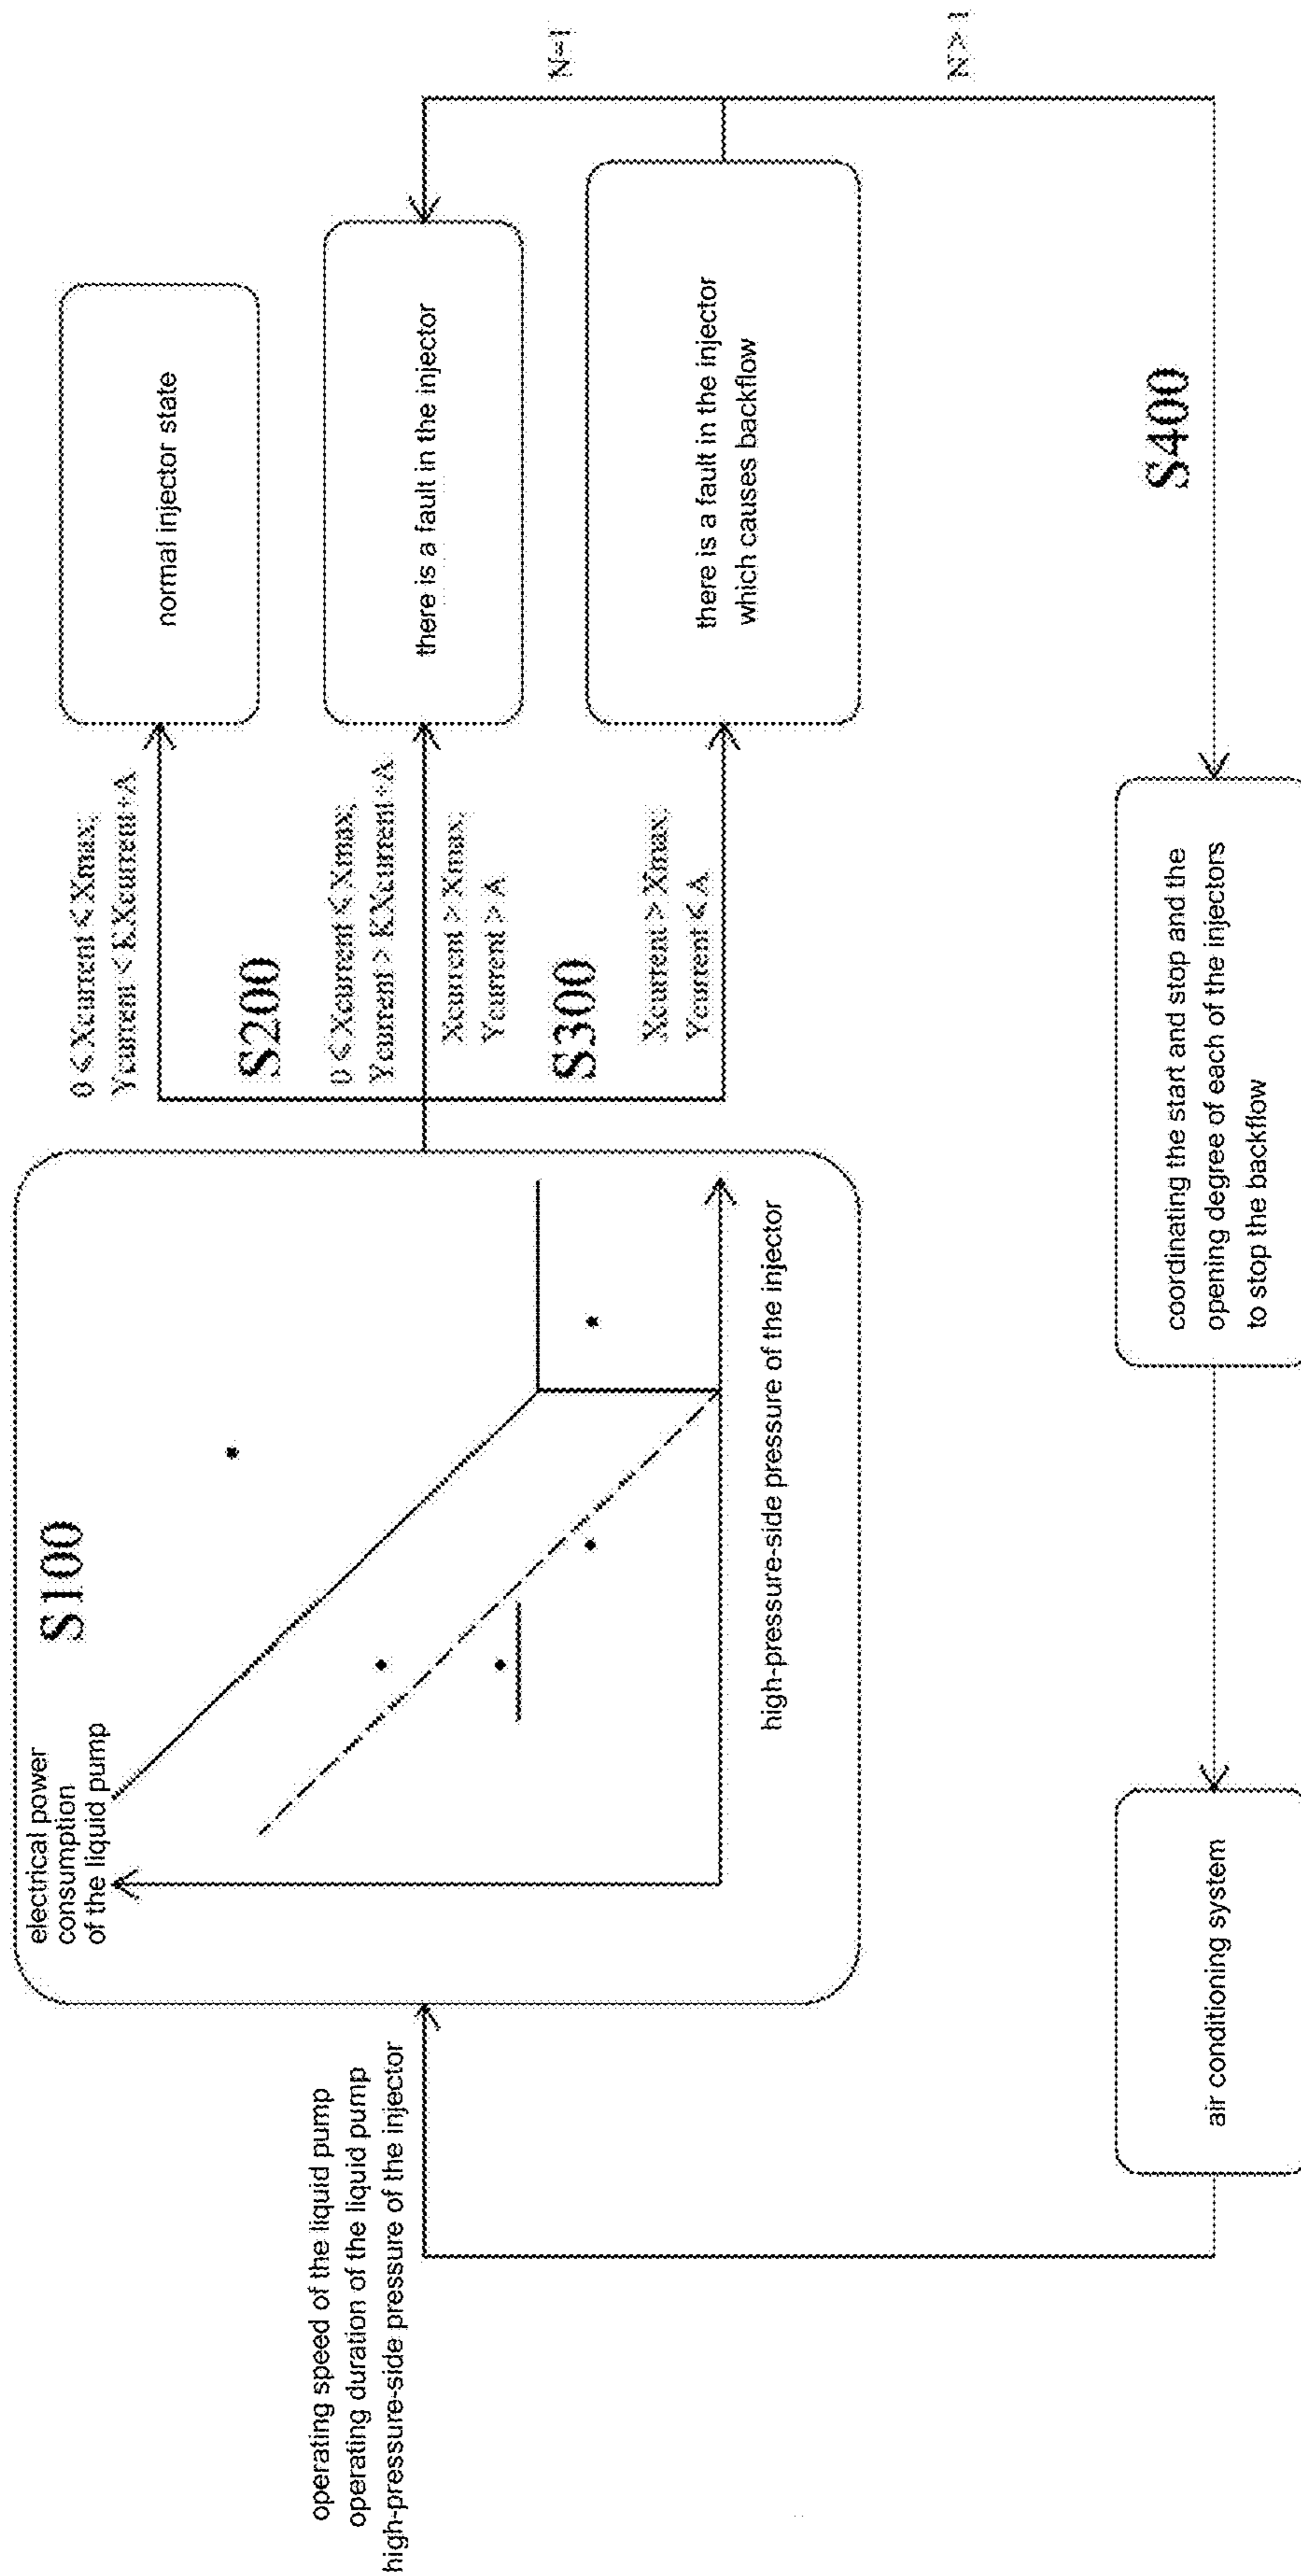 operating speed of the liquid pump
operating duration of the liquid pump
high-pressure-side pressure of the injector
electrical power
consumption
of the liquid pump
S100
high-pressure-side pressure of the injector
0 < Xcurrent < Xmax;
Ycurrent < KXcurrent+A
S200
0 < Xcurrent < Xmax;
Ycurrent > KXcurrent+A
Xcurrent > Xmax;
Ycurrent > A
S300
Xcurrent > Xmax;
Ycurrent < A
normal injector state
there is a fault in the injector
there is a fault in the injector
which causes backflow
N=1
N>1
S400
coordinating the start and stop and the
opening degree of each of the injectors
to stop the backflow
air conditioning system